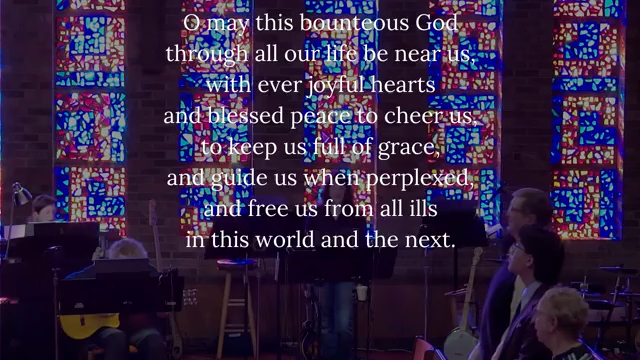 O may this bounteous God
through all our life be near us,
with ever joyful hearts
and blessed peace to cheer us,
to keep us full of grace,
and guide us when perplexed,
and free us from all ills
in this world and the next.